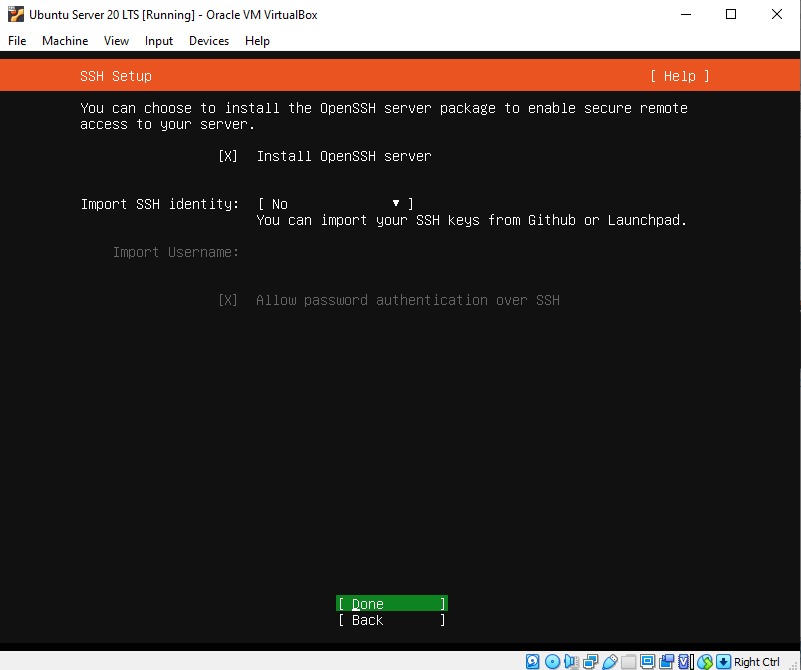 Ubuntu Server 20 LTS [Running] - Oracle VM VirtualBox
File Machine View Input Devices Help
SSH Setup [ Help ]
You can choose to install the OpenSSH server package to enable secure remote
access to your server.
[X] Install OpenSSH server
Import SSH identity: [ No ▼ ]
You can import your SSH keys from Github or Launchpad.
Import Username:
[X] Allow password authentication over SSH
[ Done ]
[ Back ]
Right Ctrl